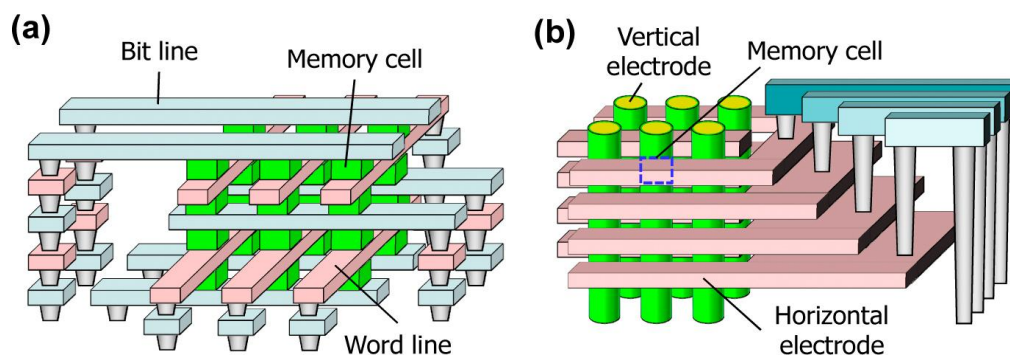 (a)
Bit line
Memory cell
Word line
(b)
Vertical
electrode
Memory cell
Horizontal
electrode